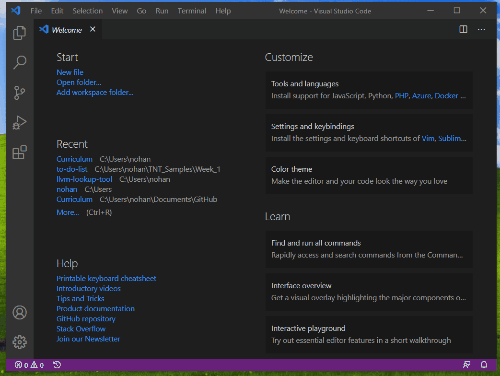 File Edit Selection View Go Run Terminal Help Welcome - Visual Studio Code
Welcome
Start
New file
Open folder...
Add workspace folder...
Recent
Curriculum C:\Users\nohan
to-do-list C:\Users\nohan\TNT_Samples\Week_1
llvm-lookup-tool C:\Users\nohan
nohan C:\Users
Curriculum C:\Users\nohan\Documents\GitHub
More... (Ctrl+R)
Help
Printable keyboard cheatsheet
Introductory videos
Tips and Tricks
Product documentation
GitHub repository
Stack Overflow
Join our Newsletter
Customize
Tools and languages
Install support for JavaScript, Python, PHP, Azure, Docker ...
Settings and keybindings
Install the settings and keyboard shortcuts of Vim, Sublim...
Color theme
Make the editor and your code look the way you love
Learn
Find and run all commands
Rapidly access and search commands from the Comman...
Interface overview
Get a visual overlay highlighting the major components o...
Interactive playground
Try out essential editor features in a short walkthrough
0 0